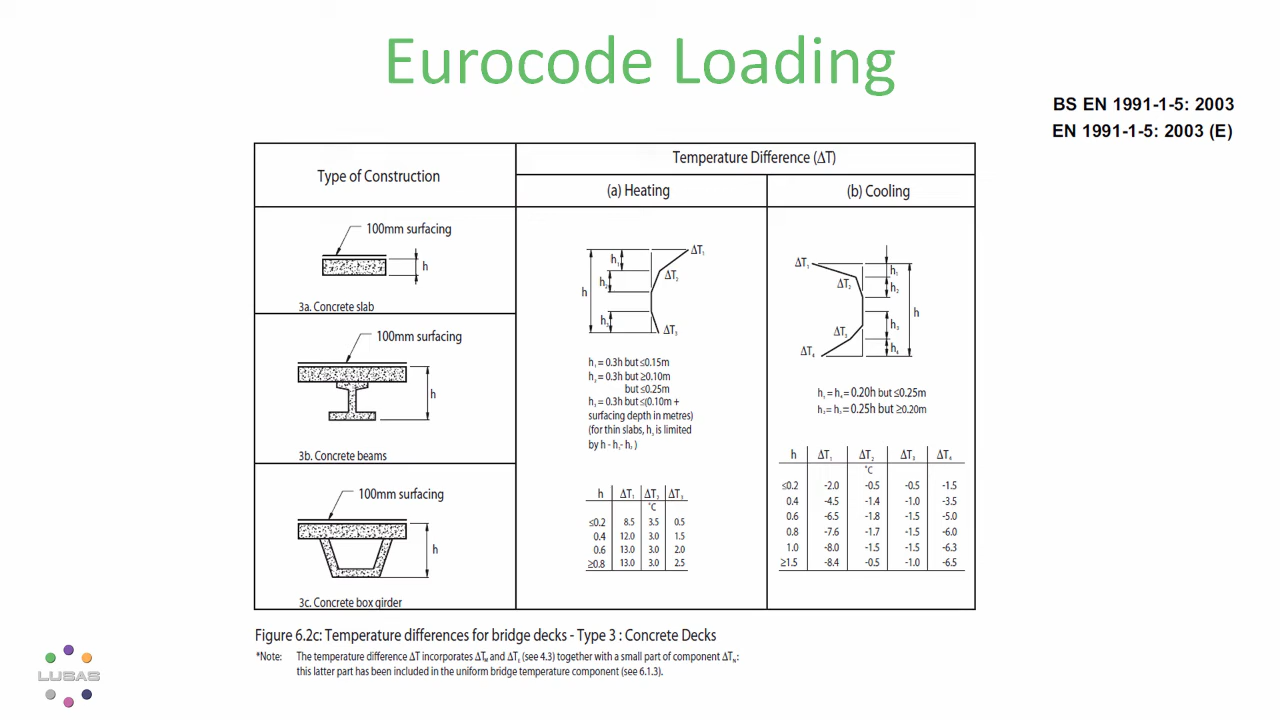 Eurocode Loading
BS EN 1991-1-5: 2003
EN 1991-1-5: 2003 (E)
Type of Construction
Temperature Difference (ΔT)
(a) Heating
(b) Cooling
100mm surfacing
h
3a. Concrete slab
100mm surfacing
h
3b. Concrete beams
100mm surfacing
h
3c. Concrete box girder
ΔT₁
h₁
ΔT₂
h₂
h
h₃
ΔT₃
h₁ = 0.3h but ≤0.15m
h₂ = 0.3h but ≥0.10m
but ≤0.25m
h₃ = 0.3h but ≤(0.10m +
surfacing depth in metres)
(for thin slabs, h₃ is limited
by h - h₁- h₂ )
h ΔT₁ ΔT₂ ΔT₃
˚C
≤0.2 8.5 3.5 0.5
0.4 12.0 3.0 1.5
0.6 13.0 3.0 2.0
≥0.8 13.0 3.0 2.5
ΔT₁
h₁
ΔT₂
h₂
h
ΔT₃
h₃
ΔT₄
h₄
h₁ = h₄ = 0.20h but ≤0.25m
h₂ = h₃ = 0.25h but ≥0.20m
h ΔT₁ ΔT₂ ΔT₃ ΔT₄
˚C
≤0.2 -2.0 -0.5 -0.5 -1.5
0.4 -4.5 -1.4 -1.0 -3.5
0.6 -6.5 -1.8 -1.5 -5.0
0.8 -7.6 -1.7 -1.5 -6.0
1.0 -8.0 -1.5 -1.5 -6.3
≥1.5 -8.4 -0.5 -1.0 -6.5
Figure 6.2c: Temperature differences for bridge decks - Type 3 : Concrete Decks
*Note: The temperature difference ΔT incorporates ΔTM and ΔTE (see 4.3) together with a small part of component ΔTN;
this latter part has been included in the uniform bridge temperature component (see 6.1.3).
LUSAS